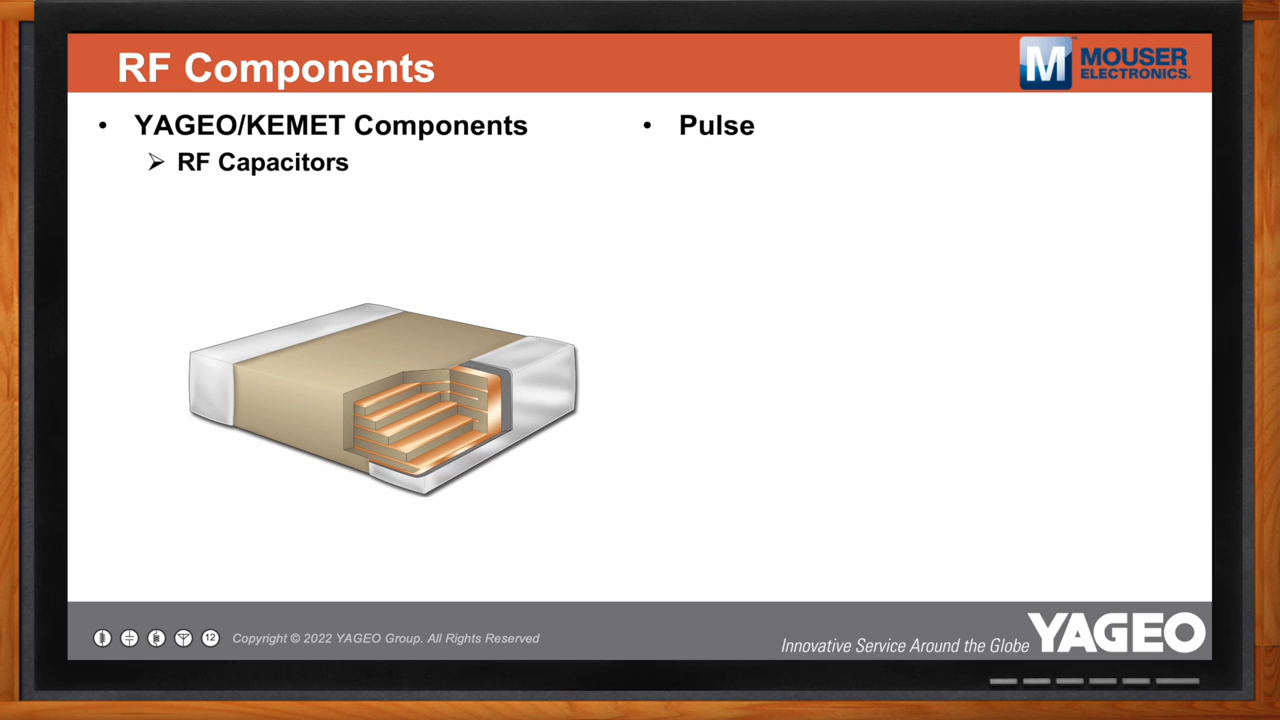 RF Components
M MOUSER
ELECTRONICS.
• YAGEO/KEMET Components
➢ RF Capacitors
• Pulse
12 Copyright © 2022 YAGEO Group. All Rights Reserved
Innovative Service Around the Globe YAGEO